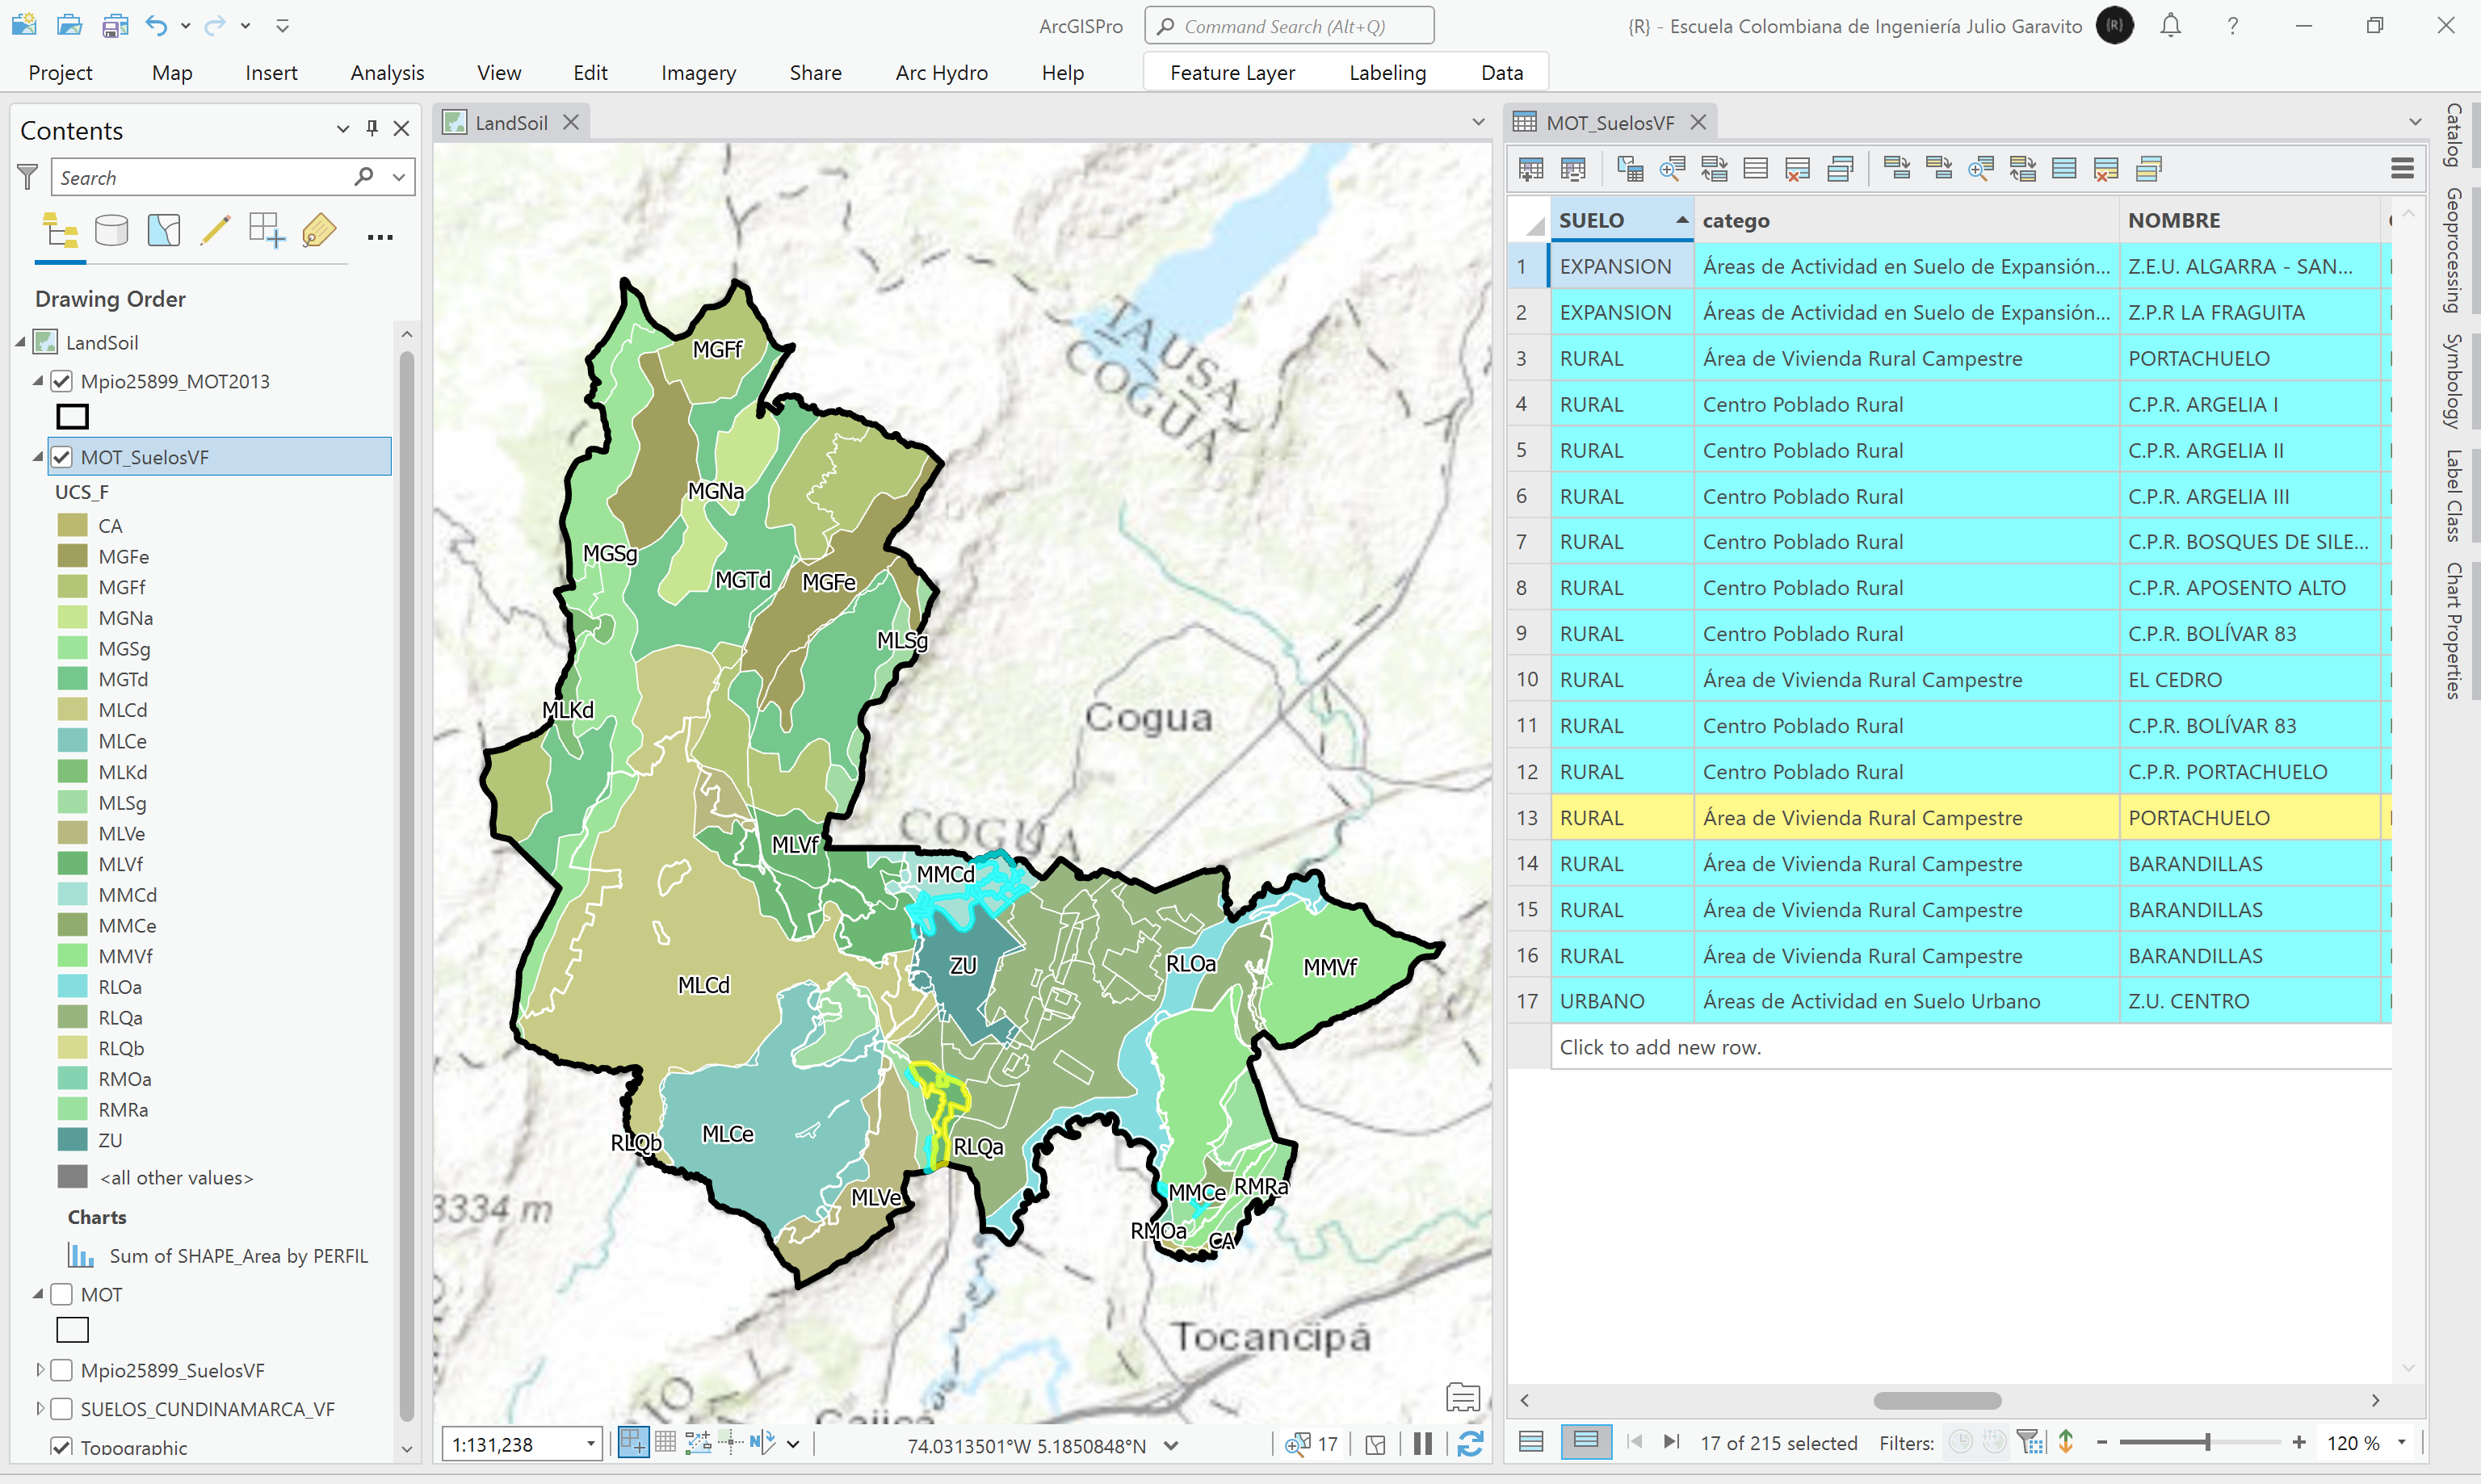 ArcGISPro
Command Search (Alt+Q)
{R} - Escuela Colombiana de Ingeniería Julio Garavito
{R}
?
Project Map Insert Analysis View Edit Imagery Share Arc Hydro Help Feature Layer Labeling Data
Contents
Search
Drawing Order
LandSoil
Mpio25899_MOT2013
MOT_SuelosVF
UCS_F
CA
MGFe
MGFf
MGNa
MGSg
MGTd
MLCd
MLCe
MLKd
MLSg
MLVe
MLVf
MMCd
MMCe
MMVf
RLOa
RLQa
RLQb
RMOa
RMRa
ZU
<all other values>
Charts
Sum of SHAPE_Area by PERFIL
MOT
Mpio25899_SuelosVF
SUELOS_CUNDINAMARCA_VF
Topographic
LandSoil
TAUSA
COGUA
MGFf
MGNa
MGSg
MGTd
MGFe
MLSg
MLKd
Cogua
COGUA
MLVf
MMCd
ZU
RLOa
MMVf
MLCd
MLCe
RLQb
RLQa
MLVe
MMCe
RMRa
RMOa
CA
3334 m
Tocancipá
1:131,238
74.0313501°W 5.1850848°N
17
MOT_SuelosVF
SUELO catego NOMBRE
1 EXPANSION Áreas de Actividad en Suelo de Expansión... Z.E.U. ALGARRA - SAN...
2 EXPANSION Áreas de Actividad en Suelo de Expansión... Z.P.R LA FRAGUITA
3 RURAL Área de Vivienda Rural Campestre PORTACHUELO
4 RURAL Centro Poblado Rural C.P.R. ARGELIA I
5 RURAL Centro Poblado Rural C.P.R. ARGELIA II
6 RURAL Centro Poblado Rural C.P.R. ARGELIA III
7 RURAL Centro Poblado Rural C.P.R. BOSQUES DE SILE...
8 RURAL Centro Poblado Rural C.P.R. APOSENTO ALTO
9 RURAL Centro Poblado Rural C.P.R. BOLÍVAR 83
10 RURAL Área de Vivienda Rural Campestre EL CEDRO
11 RURAL Centro Poblado Rural C.P.R. BOLÍVAR 83
12 RURAL Centro Poblado Rural C.P.R. PORTACHUELO
13 RURAL Área de Vivienda Rural Campestre PORTACHUELO
14 RURAL Área de Vivienda Rural Campestre BARANDILLAS
15 RURAL Área de Vivienda Rural Campestre BARANDILLAS
16 RURAL Área de Vivienda Rural Campestre BARANDILLAS
17 URBANO Áreas de Actividad en Suelo Urbano Z.U. CENTRO
Click to add new row.
17 of 215 selected
Filters:
120 %
Catalog
Geoprocessing
Symbology
Label Class
Chart Properties